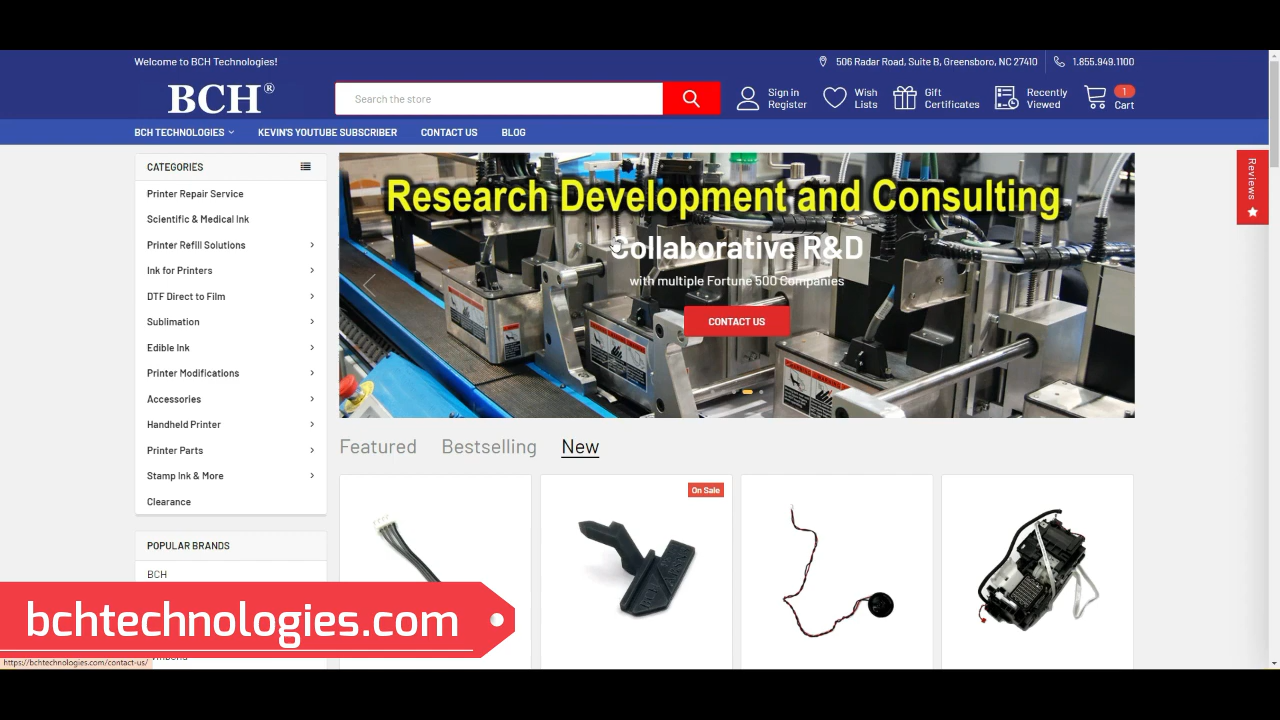 Welcome to BCH Technologies!
506 Radar Road, Suite B, Greensboro, NC 27410
1.855.949.1100
BCH®
Search the store
Sign in
Register
Wish
Lists
Gift
Certificates
Recently
Viewed
1
Cart
BCH TECHNOLOGIES
KEVIN'S YOUTUBE SUBSCRIBER
CONTACT US
BLOG
CATEGORIES
Printer Repair Service
Scientific & Medical Ink
Printer Refill Solutions
Ink for Printers
DTF Direct to Film
Sublimation
Edible Ink
Printer Modifications
Accessories
Handheld Printer
Printer Parts
Stamp Ink & More
Clearance
POPULAR BRANDS
BCH
Research Development and Consulting
Collaborative R&D
with multiple Fortune 500 Companies
CONTACT US
Reviews
Featured
Bestselling
New
On Sale
bchtechnologies.com
https://bchtechnologies.com/contact-us/